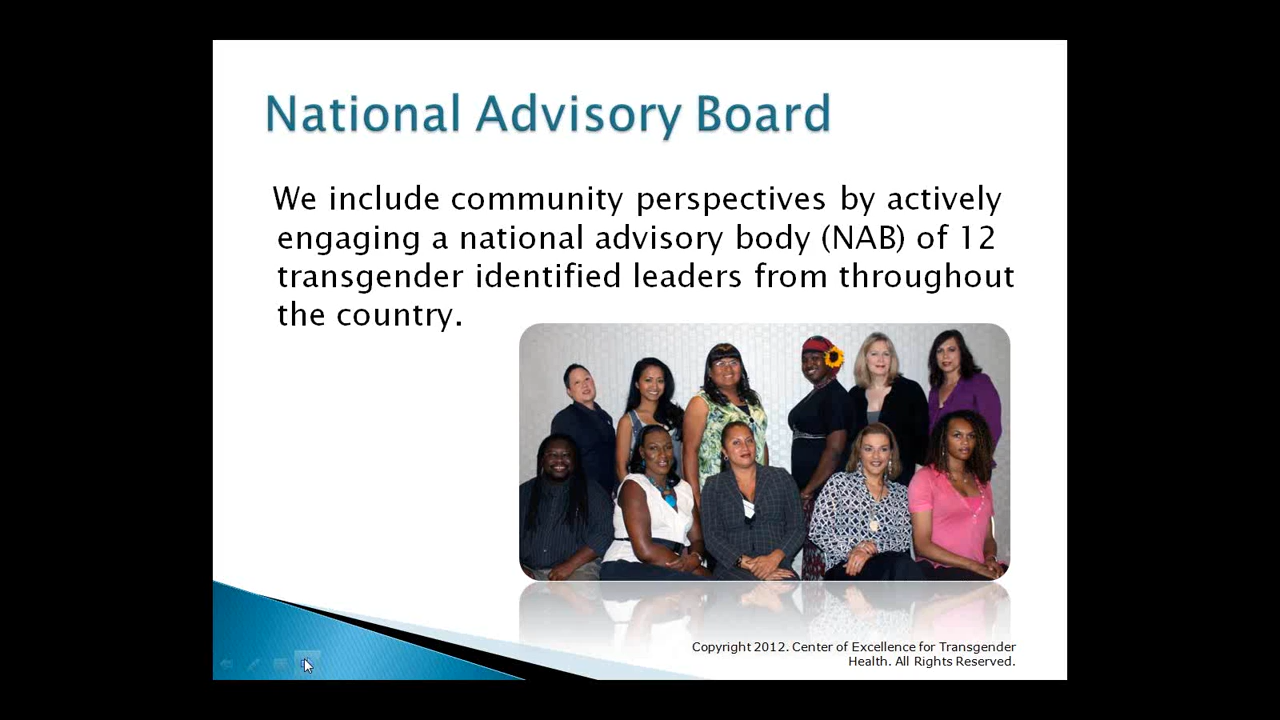 National Advisory Board
We include community perspectives by actively
engaging a national advisory body (NAB) of 12
transgender identified leaders from throughout
the country.
Copyright 2012. Center of Excellence for Transgender
Health. All Rights Reserved.